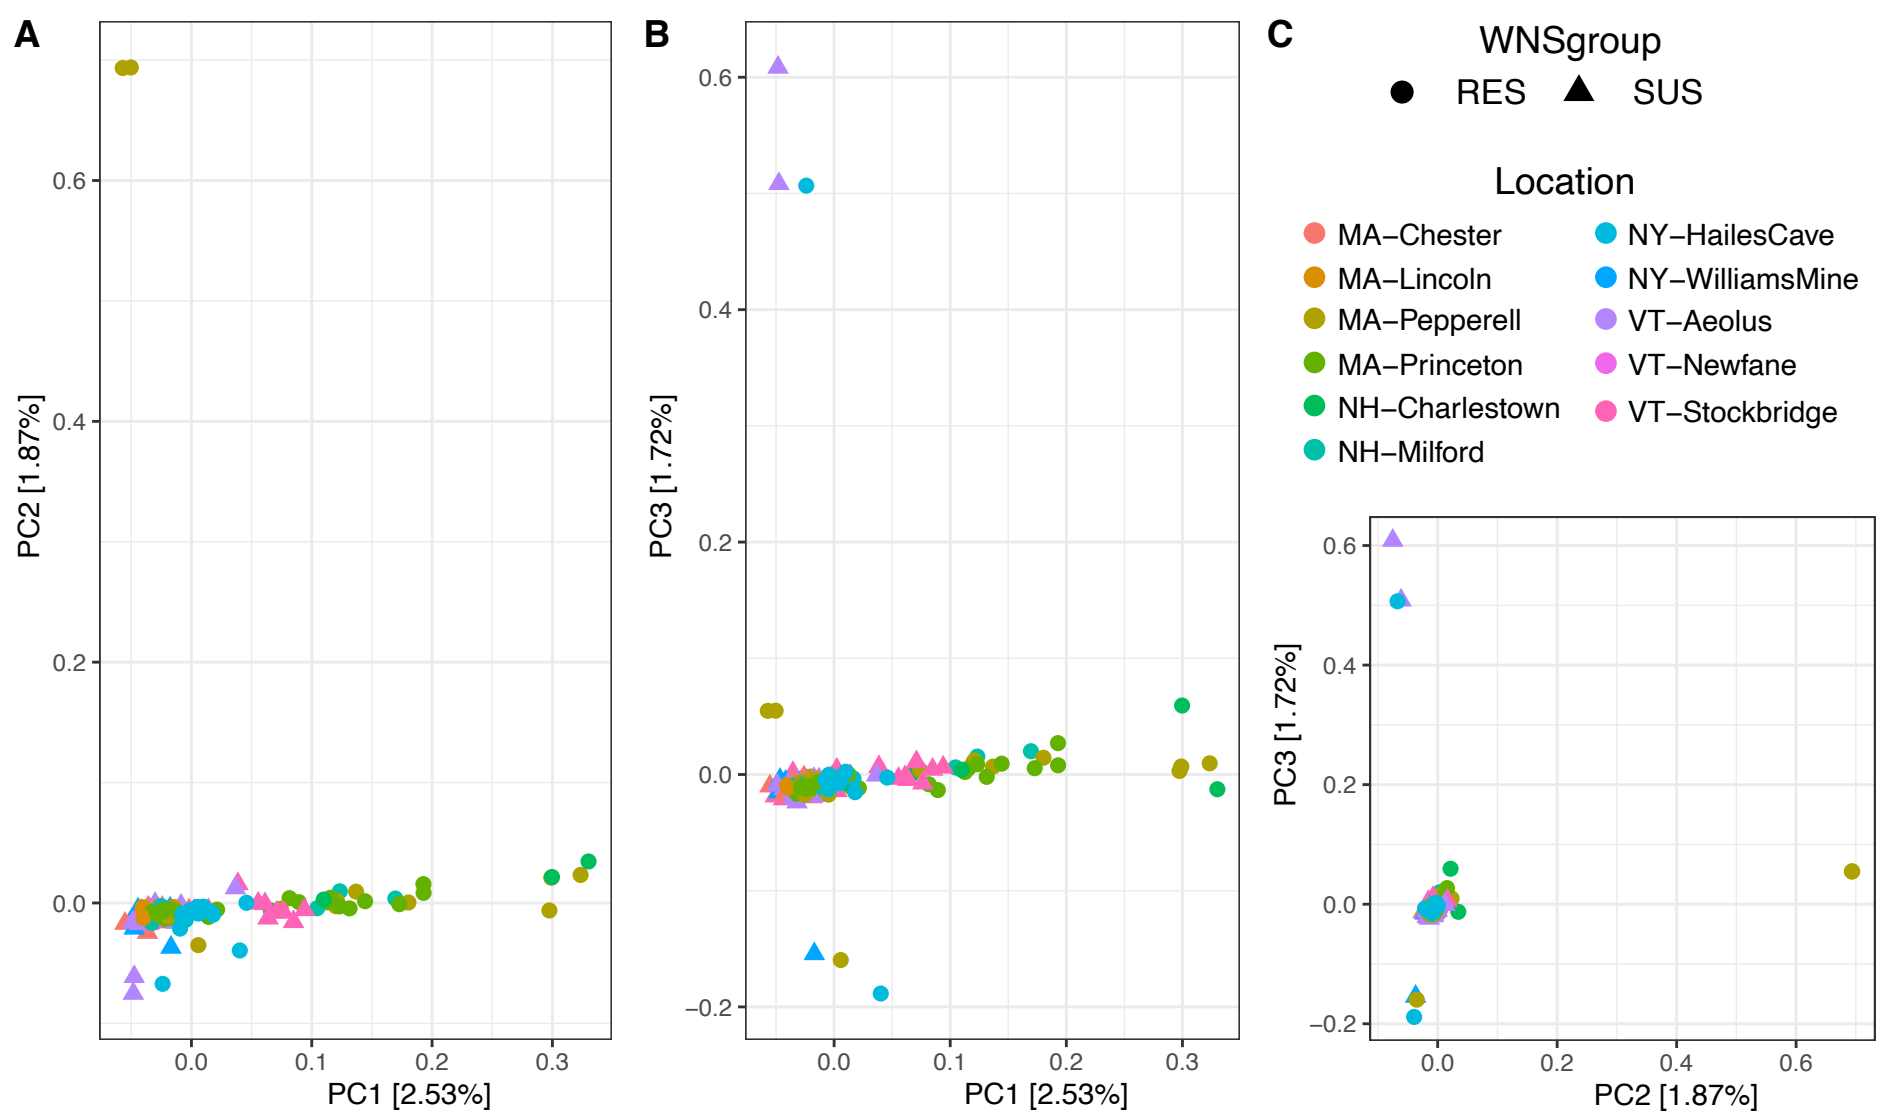 A
B
C
WNSgroup
RES SUS
Location
MA−Chester
MA−Lincoln
MA−Pepperell
MA−Princeton
NH−Charlestown
NH−Milford
NY−HailesCave
NY−WilliamsMine
VT−Aeolus
VT−Newfane
VT−Stockbridge
PC2 [1.87%]
0.6
0.4
0.2
0.0
0.0 0.1 0.2 0.3
PC1 [2.53%]
PC3 [1.72%]
0.6
0.4
0.2
0.0
−0.2
0.0 0.1 0.2 0.3
PC1 [2.53%]
PC3 [1.72%]
0.6
0.4
0.2
0.0
−0.2
0.0 0.2 0.4 0.6
PC2 [1.87%]